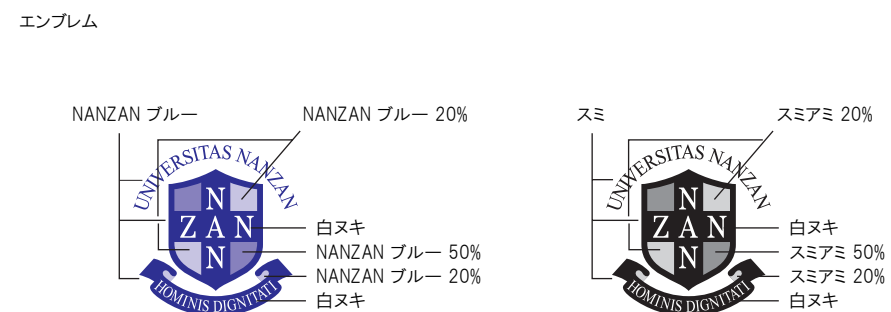 エンブレム
NANZAN ブルー
NANZAN ブルー 20%
UNIVERSITAS NANZAN
N
ZAN
N
HOMINIS DIGNITATI
白ヌキ
NANZAN ブルー 50%
NANZAN ブルー 20%
白ヌキ
スミ
スミアミ 20%
UNIVERSITAS NANZAN
N
ZAN
N
HOMINIS DIGNITATI
白ヌキ
スミアミ 50%
スミアミ 20%
白ヌキ